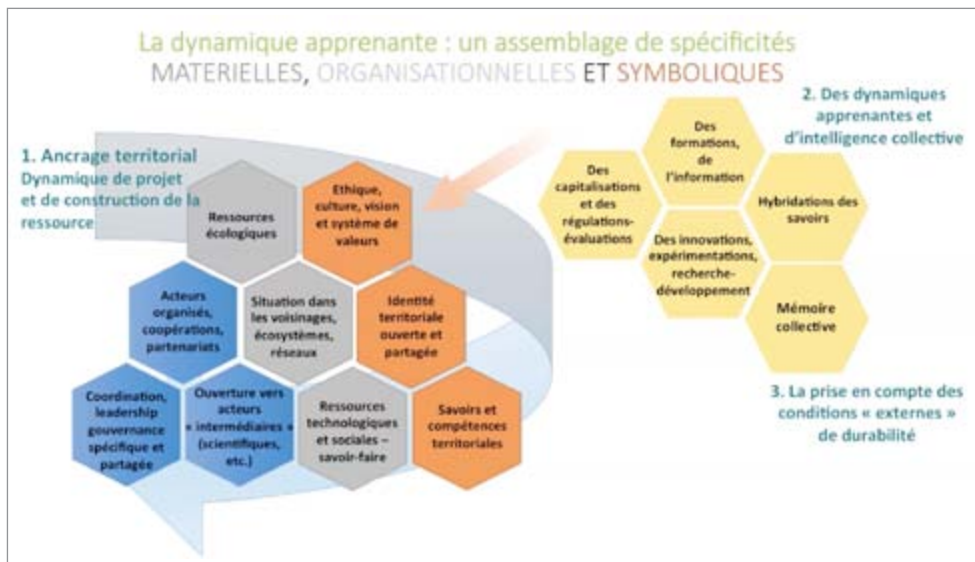 La dynamique apprenante : un assemblage de spécificités
MATERIELLES, ORGANISATIONNELLES ET SYMBOLIQUES
1. Ancrage territorial
Dynamique de projet
et de construction de la
ressource
Ressources
écologiques
Ethique,
culture, vision
et système de
valeurs
Acteurs
organisés,
coopérations,
partenariats
Situation dans
les voisinages,
écosystèmes,
réseaux
Identité
territoriale
ouverte et
partagée
Coordination,
leadership
gouvernance
spécifique et
partagée
Ouverture vers
acteurs
« intermédiaires »
(scientifiques,
etc.)
Ressources
technologiques
et sociales –
savoir-faire
Savoirs et
compétences
territoriales
2. Des dynamiques
apprenantes et
d'intelligence collective
Des
formations,
de
l'information
Des
capitalisations
et des
régulations-
évaluations
Hybridations des
savoirs
Des innovations,
expérimentations,
recherche-
développement
Mémoire
collective
3. La prise en compte des
conditions « externes »
de durabilité